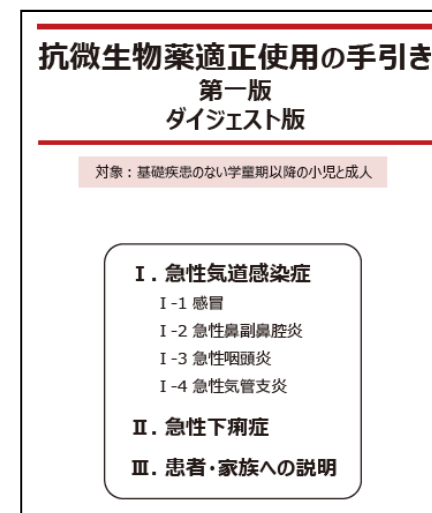 抗微生物薬適正使用の手引き
第一版
ダイジェスト版
対象：基礎疾患のない学童期以降の小児と成人
Ⅰ．急性気道感染症
Ⅰ-1 感冒
Ⅰ-2 急性鼻副鼻腔炎
Ⅰ-3 急性咽頭炎
Ⅰ-4 急性気管支炎
Ⅱ．急性下痢症
Ⅲ．患者・家族への説明